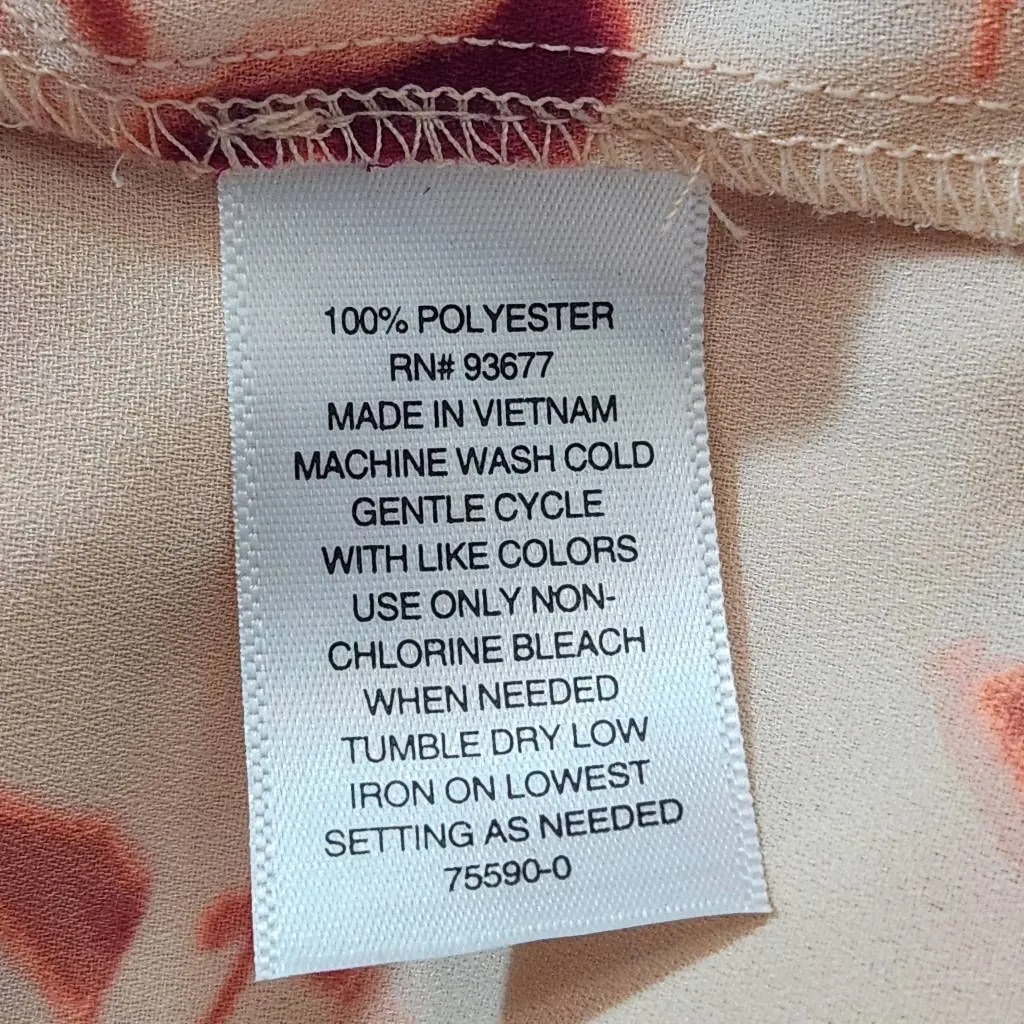 100% POLYESTER
RN# 93677
MADE IN VIETNAM
MACHINE WASH COLD
GENTLE CYCLE
WITH LIKE COLORS
USE ONLY NON-
CHLORINE BLEACH
WHEN NEEDED
TUMBLE DRY LOW
IRON ON LOWEST
SETTING AS NEEDED
75590-0